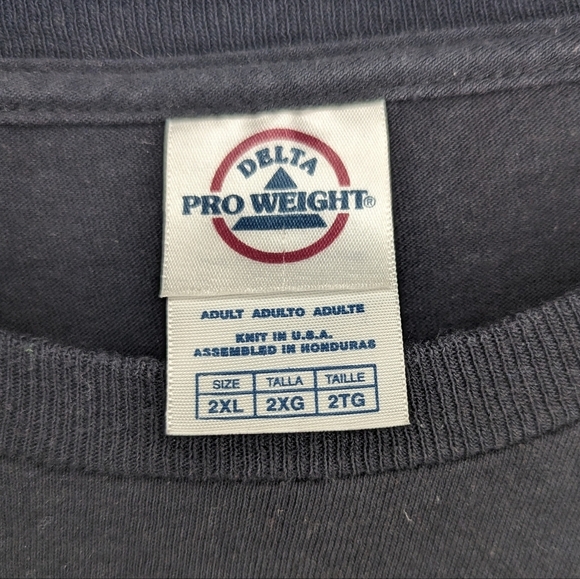 DELTA
PRO WEIGHT®
ADULT ADULTO ADULTE
KNIT IN U.S.A.
ASSEMBLED IN HONDURAS
SIZE TALLA TAILLE
2XL 2XG 2TG